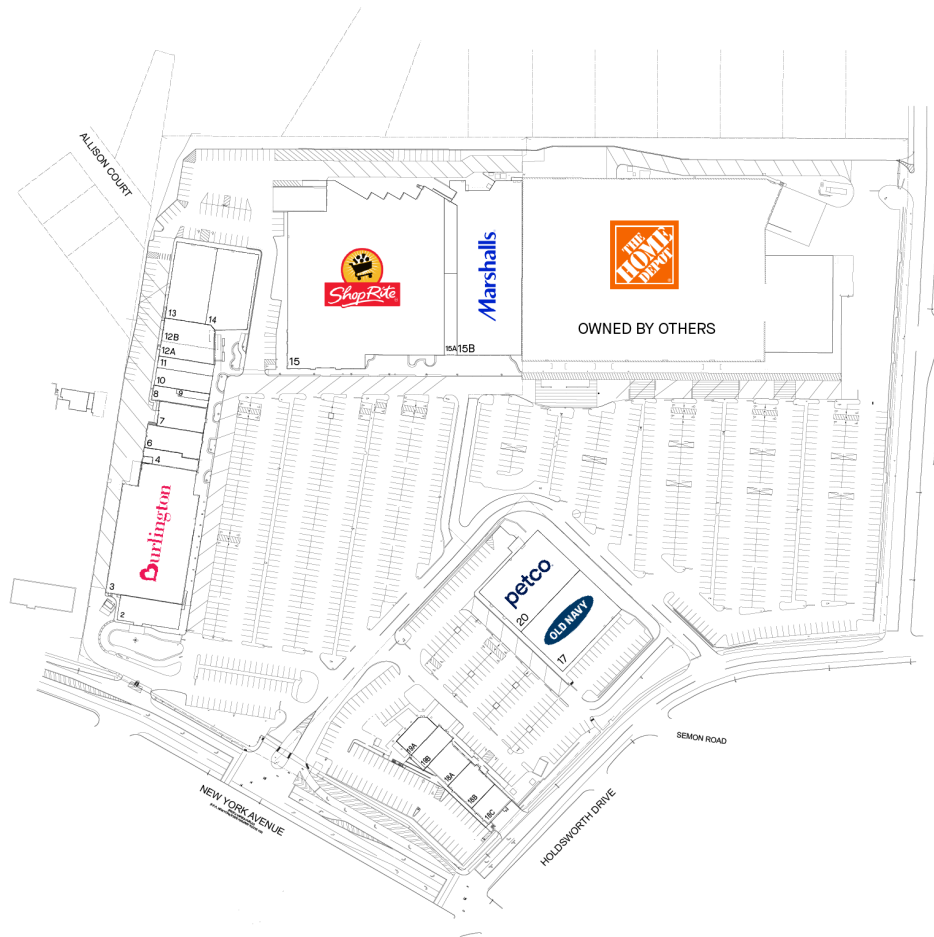 ALLISON COURT
ShopRite
Marshalls
THE
HOME
DEPOT
OWNED BY OTHERS
13
14
12B
12A
11
10
9
8
7
6
4
15
15A
15B
Burlington
3
2
petco
20
OLD NAVY
17
19A
19B
18A
18B
18C
SEMON ROAD
NEW YORK AVENUE
HOLDSWORTH DRIVE